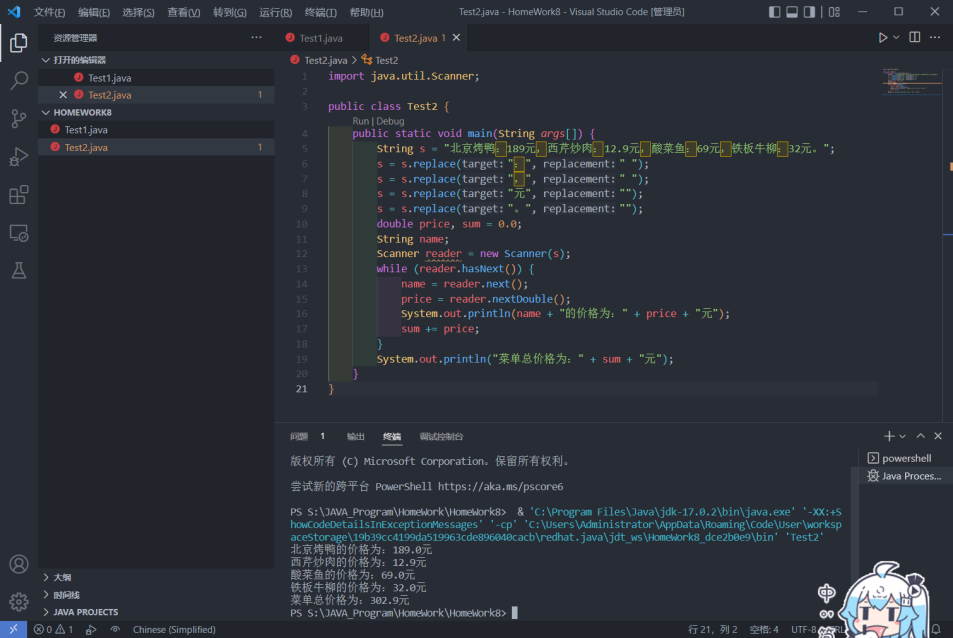 文件(F) 编辑(E) 选择(S) 查看(V) 转到(G) 运行(R) 终端(T) 帮助(H) Test2.java - HomeWork8 - Visual Studio Code [管理员]
资源管理器 ···
打开的编辑器
Test1.java
Test2.java 1
HOMEWORK8
Test1.java
Test2.java 1
大纲
时间线
JAVA PROJECTS
Test1.java Test2.java 1
Test2.java > Test2
1 import java.util.Scanner;
2
3 public class Test2 {
Run | Debug
4 public static void main(String args[]) {
5 String s = "北京烤鸭：189元，西芹炒肉：12.9元，酸菜鱼：69元，铁板牛柳：32元。";
6 s = s.replace(target:"：", replacement:" ");
7 s = s.replace(target:"，", replacement:" ");
8 s = s.replace(target:"元", replacement:"");
9 s = s.replace(target:"。", replacement:"");
10 double price, sum = 0.0;
11 String name;
12 Scanner reader = new Scanner(s);
13 while (reader.hasNext()) {
14 name = reader.next();
15 price = reader.nextDouble();
16 System.out.println(name + "的价格为：" + price + "元");
17 sum += price;
18 }
19 System.out.println("菜单总价格为：" + sum + "元");
20 }
21 }
问题 1 输出 终端 调试控制台
版权所有 (C) Microsoft Corporation。保留所有权利。
尝试新的跨平台 PowerShell https://aka.ms/pscore6
PS S:\JAVA_Program\HomeWork\HomeWork8> & 'C:\Program Files\Java\jdk-17.0.2\bin\java.exe' '-XX:+S
howCodeDetailsInExceptionMessages' '-cp' 'C:\Users\Administrator\AppData\Roaming\Code\User\worksp
aceStorage\19b39cc4199da519963cde896040cacb\redhat.java\jdt_ws\HomeWork8_dce2b0e9\bin' 'Test2'
北京烤鸭的价格为：189.0元
西芹炒肉的价格为：12.9元
酸菜鱼的价格为：69.0元
铁板牛柳的价格为：32.0元
菜单总价格为：302.9元
PS S:\JAVA_Program\HomeWork\HomeWork8>
powershell
Java Proces...
中
0 1 Chinese (Simplified) 行 21，列 2 空格: 4 UTF-8